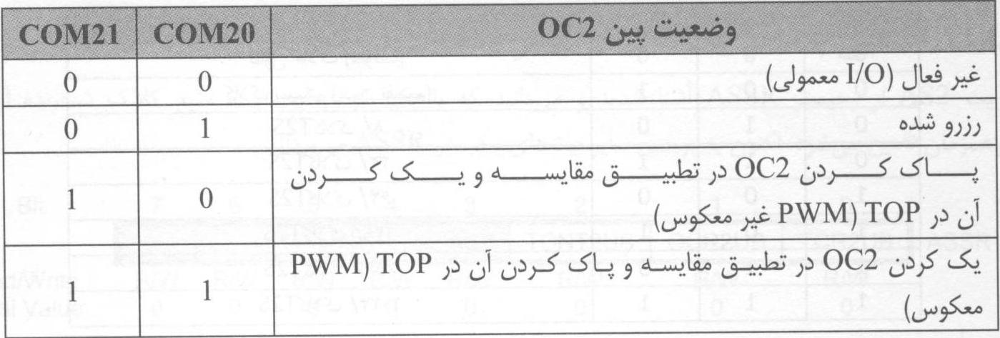 COM21 COM20 وضعیت پین OC2
0 0 غیر فعال (I/O معمولی)
0 1 رزرو شده
1 0 پاک کردن OC2 در تطبیق مقایسه و یک کردن
آن در TOP (PWM غیر معکوس)
1 1 یک کردن OC2 در تطبیق مقایسه و پاک کردن آن در TOP (PWM
معکوس)